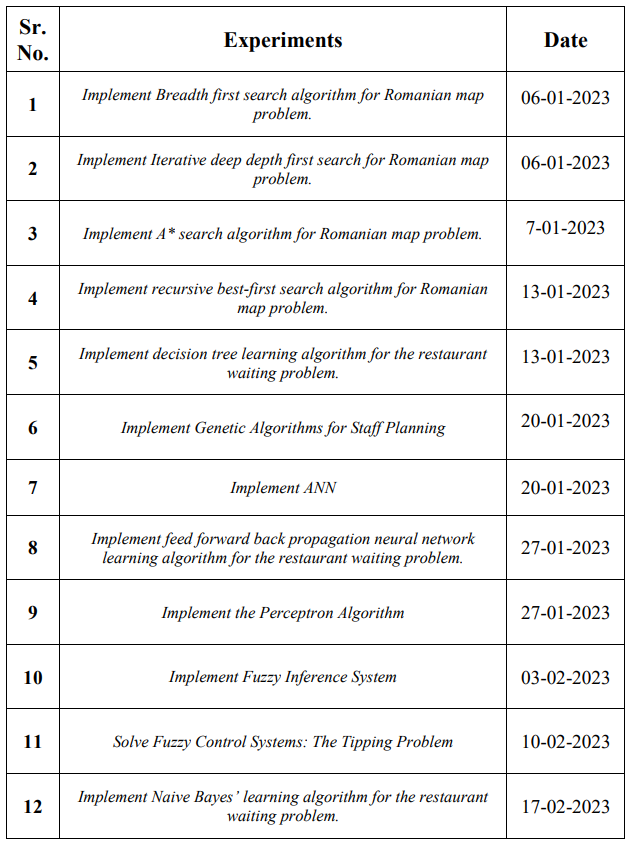 Sr.
No.
Experiments
Date
1
Implement Breadth first search algorithm for Romanian map
problem.
06-01-2023
2
Implement Iterative deep depth first search for Romanian map
problem.
06-01-2023
3
Implement A* search algorithm for Romanian map problem.
7-01-2023
4
Implement recursive best-first search algorithm for Romanian
map problem.
13-01-2023
5
Implement decision tree learning algorithm for the restaurant
waiting problem.
13-01-2023
6
Implement Genetic Algorithms for Staff Planning
20-01-2023
7
Implement ANN
20-01-2023
8
Implement feed forward back propagation neural network
learning algorithm for the restaurant waiting problem.
27-01-2023
9
Implement the Perceptron Algorithm
27-01-2023
10
Implement Fuzzy Inference System
03-02-2023
11
Solve Fuzzy Control Systems: The Tipping Problem
10-02-2023
12
Implement Naive Bayes’ learning algorithm for the restaurant
waiting problem.
17-02-2023